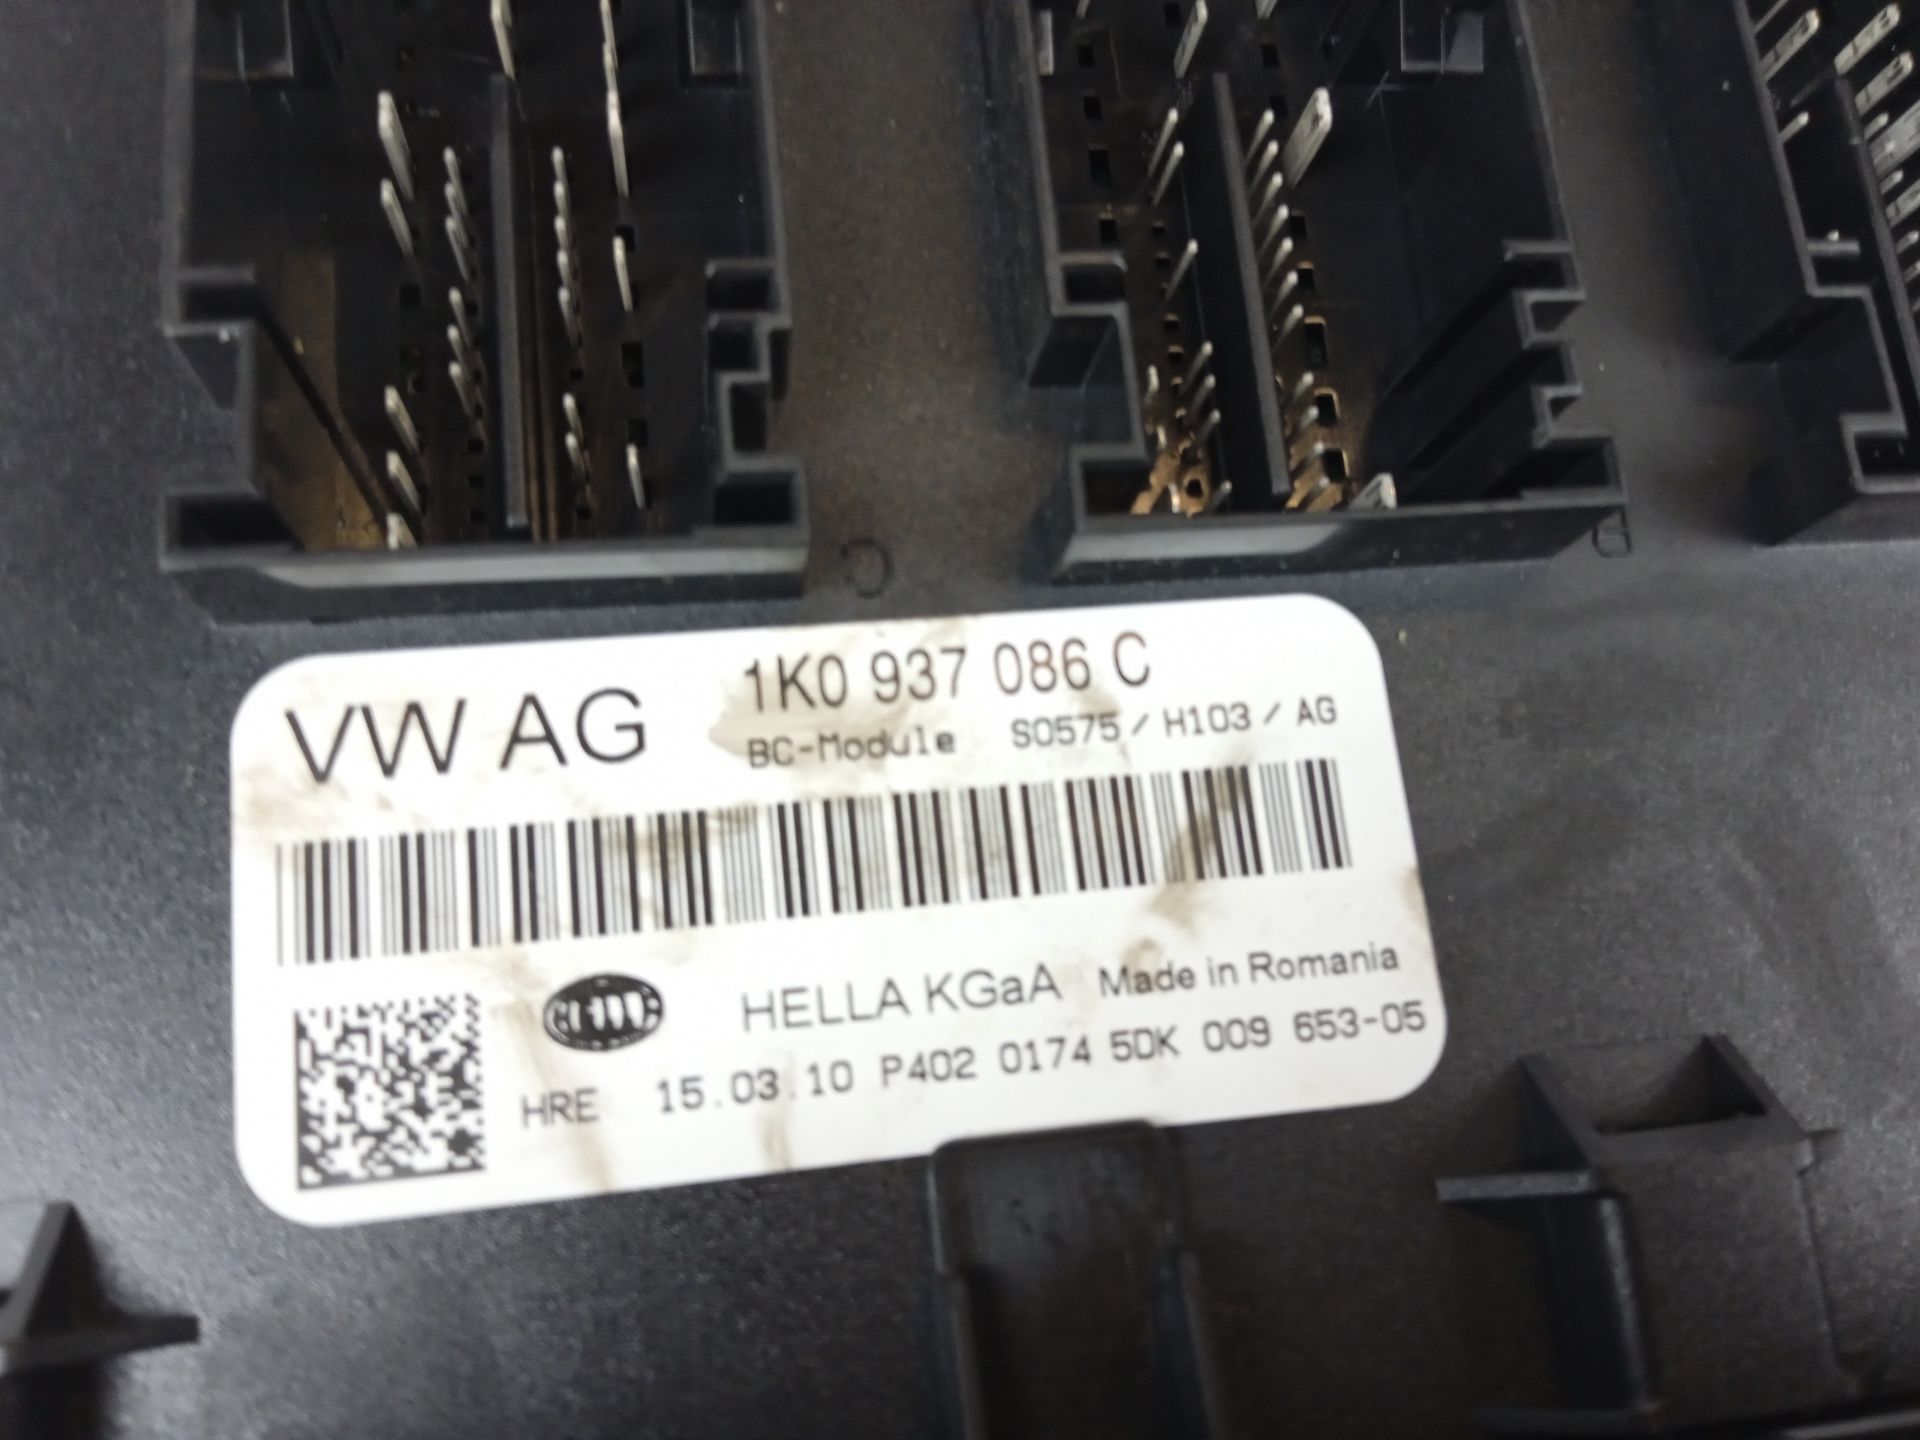 C
B
VW AG
1K0 937 086 C
BC-Module S0575 / H103 / AG
HELLA
HELLA KGaA Made in Romania
HRE 15.03.10 P402 0174 5DK 009 653-05